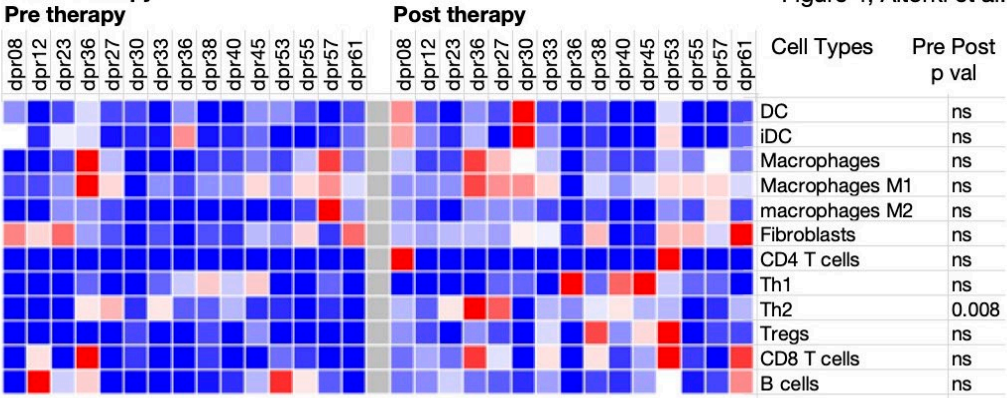 Pre therapy
Post therapy
dpr08 dpr12 dpr23 dpr36 dpr27 dpr30 dpr33 dpr36 dpr38 dpr40 dpr45 dpr53 dpr55 dpr57 dpr61
dpr08 dpr12 dpr23 dpr36 dpr27 dpr30 dpr33 dpr36 dpr38 dpr40 dpr45 dpr53 dpr55 dpr57 dpr61
Cell Types Pre Post
p val
DC ns
iDC ns
Macrophages ns
Macrophages M1 ns
macrophages M2 ns
Fibroblasts ns
CD4 T cells ns
Th1 ns
Th2 0.008
Tregs ns
CD8 T cells ns
B cells ns